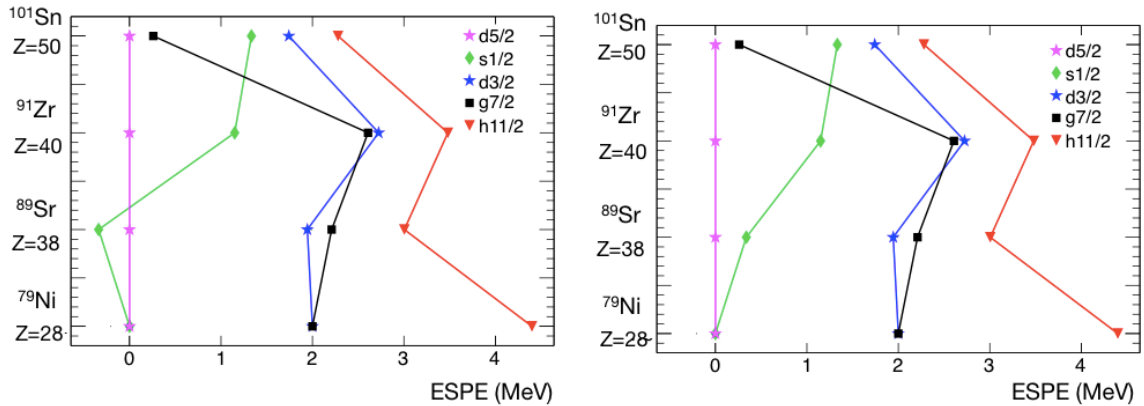 ¹⁰¹Sn
Z=50
⁹¹Zr
Z=40
⁸⁹Sr
Z=38
⁷⁹Ni
Z=28
d5/2
s1/2
d3/2
g7/2
h11/2
0 1 2 3 4
ESPE (MeV)
¹⁰¹Sn
Z=50
⁹¹Zr
Z=40
⁸⁹Sr
Z=38
⁷⁹Ni
Z=28
d5/2
s1/2
d3/2
g7/2
h11/2
0 1 2 3 4
ESPE (MeV)